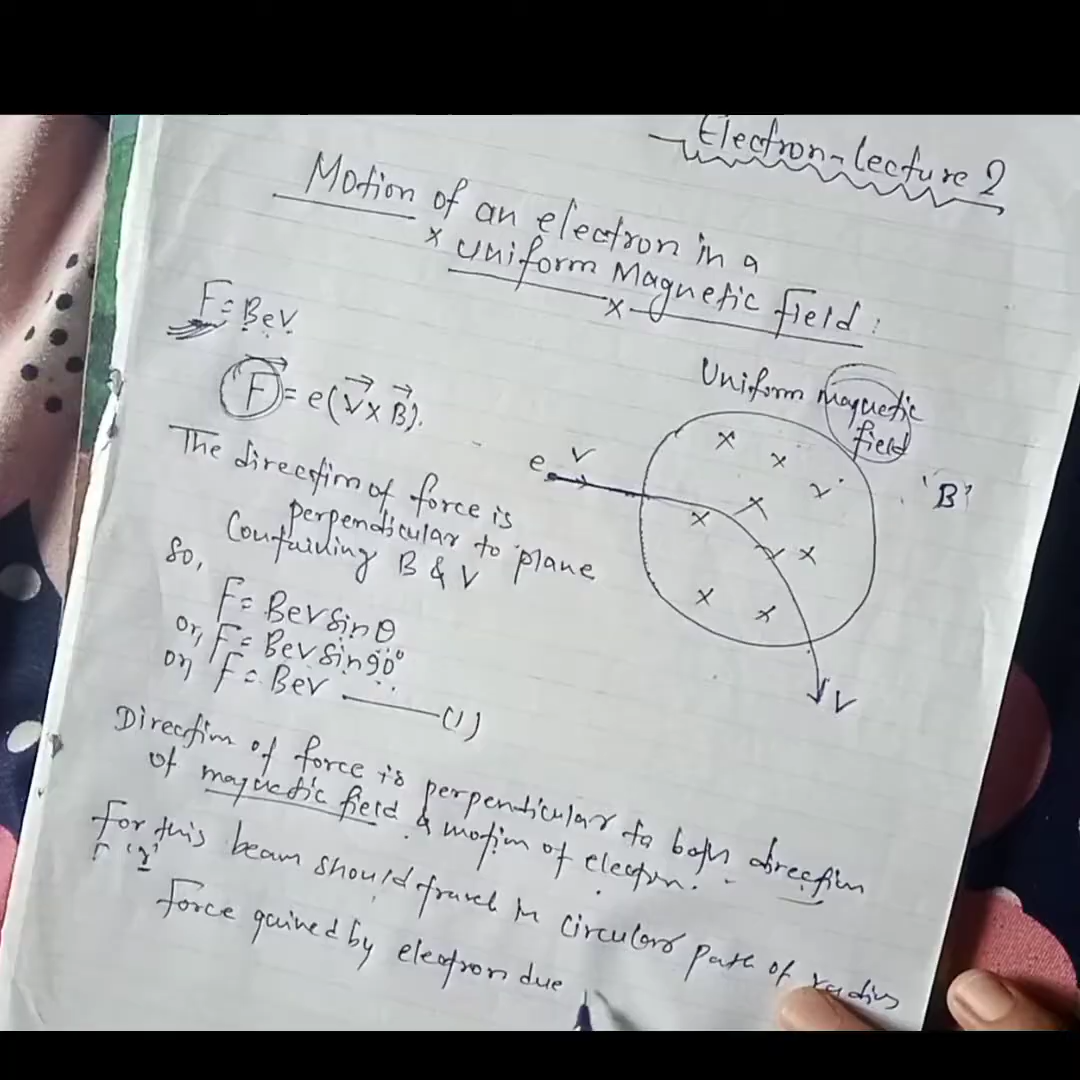 Electron-lecture 2
Motion of an electron in a
x Uniform Magnetic field :
x
F = BeV
F = e(V x B).
Uniform Magnetic
field
'B'
e V
The direction of force is
perpendicular to plane
Containing B & V
So,
F = BeV sinθ
or, F = BeV sin90°
or F = BeV ———(1)
V
Direction of force is perpendicular to both direction
of magnetic field & motion of electron.
For this beam should travel in circular path of radius
'r'
Force gained by electron due